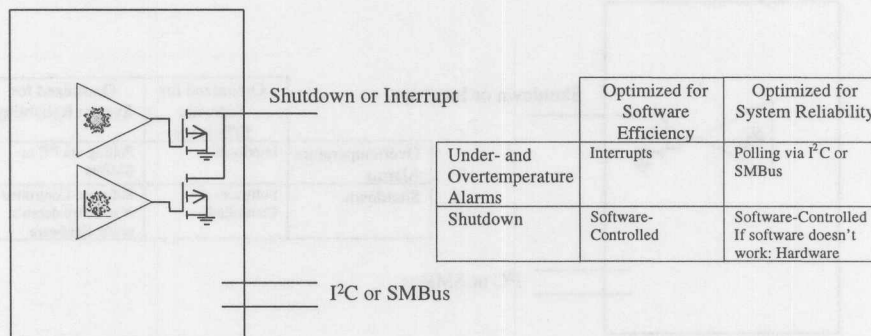 Shutdown or Interrupt
I²C or SMBus
Optimized for
Software
Efficiency
Optimized for
System Reliability
Under- and
Overtemperature
Alarms
Interrupts
Polling via I²C or
SMBus
Shutdown
Software-
Controlled
Software-Controlled
If software doesn't
work: Hardware